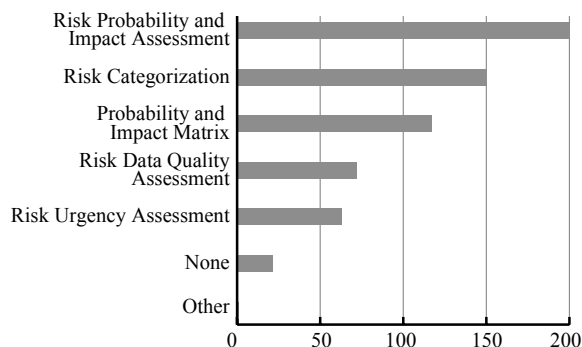 Risk Probability and
Impact Assessment
Risk Categorization
Probability and
Impact Matrix
Risk Data Quality
Assessment
Risk Urgency Assessment
None
Other
0 50 100 150 200